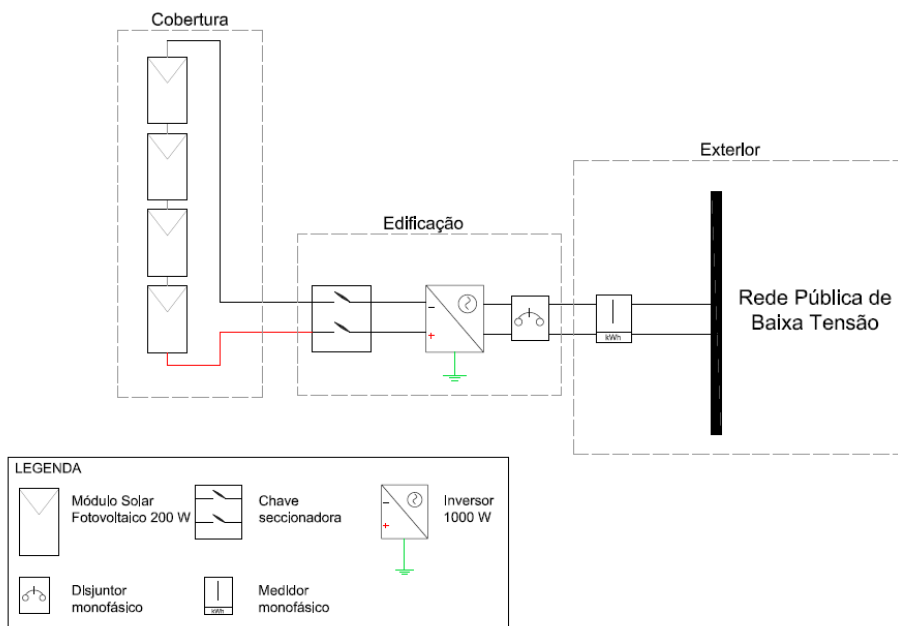 Cobertura
Exterior
Edificação
Rede Pública de
Baixa Tensão
- 
+
kWh
LEGENDA
Módulo Solar
Fotovoltaico 200 W
Chave
seccionadora
-
+
Inversor
1000 W
Disjuntor
monofásico
kWh
Medidor
monofásico